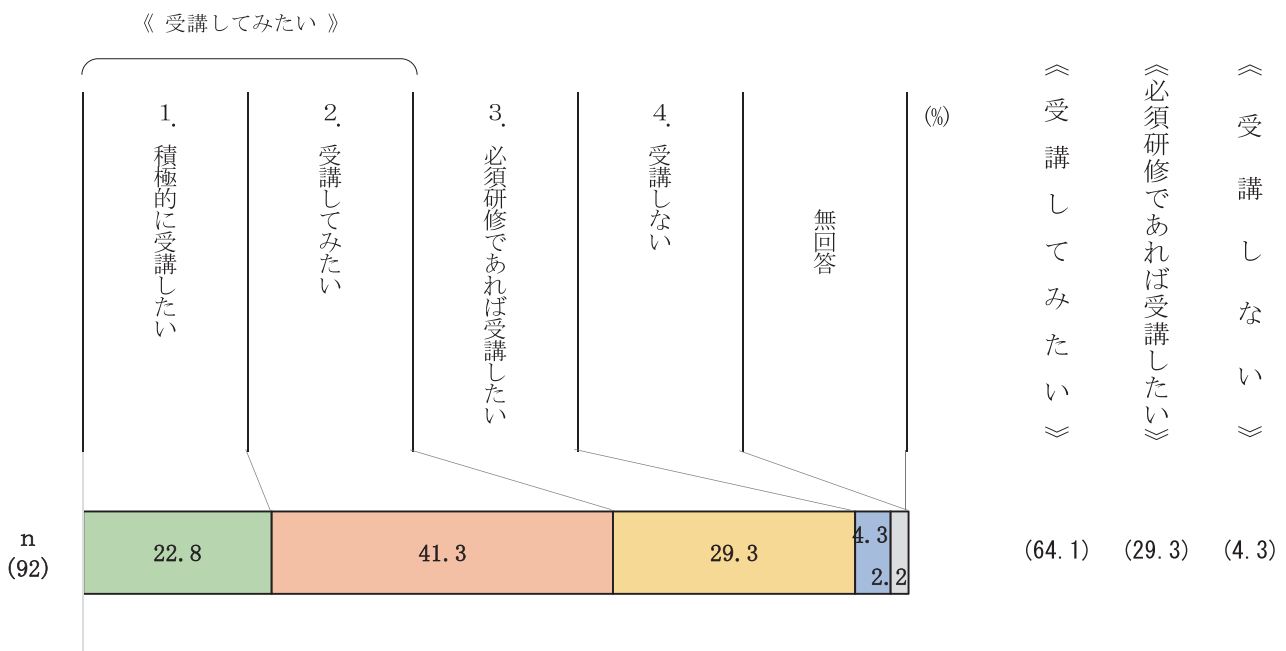 《 受講してみたい 》
1. 積極的に受講したい
2. 受講してみたい
3. 必須研修であれば受講したい
4. 受講しない
無回答
(%)
《受講してみたい》
《必須研修であれば受講したい》
《受講しない》
n
(92)
22.8
41.3
29.3
4.3
2.2
(64.1)
(29.3)
(4.3)